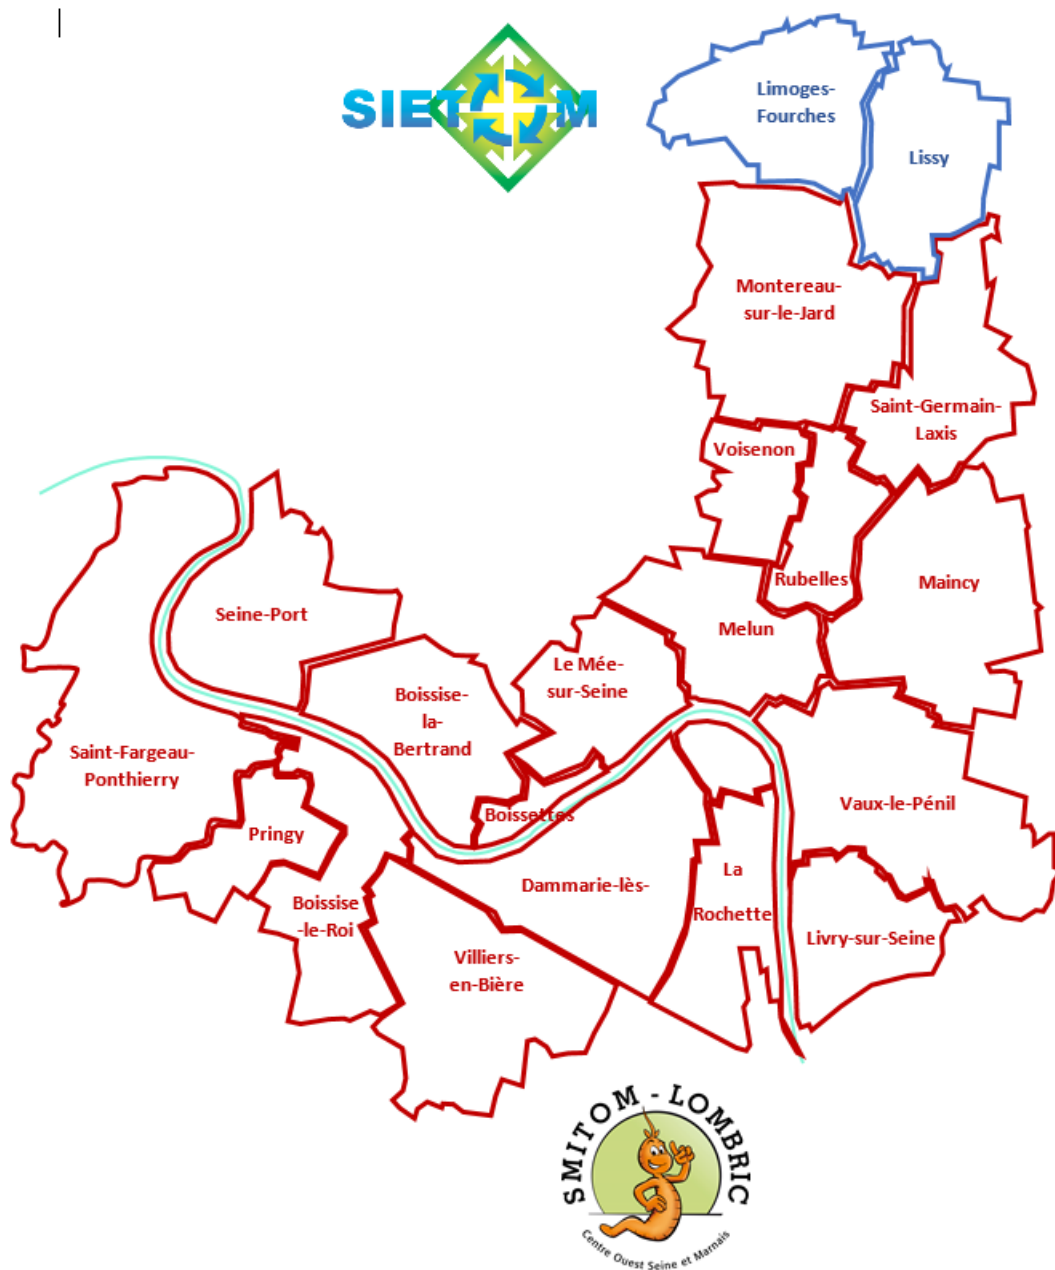 SIETOM
Limoges-
Fourches
Lissy
Montereau-
sur-le-Jard
Saint-Germain-
Laxis
Voisenon
Rubelles
Maincy
Seine-Port
Melun
Le Mée-
sur-Seine
Boissise-
la-
Bertrand
Saint-Fargeau-
Ponthierry
Vaux-le-Pénil
Boissettes
Pringy
Dammarie-lès-
La
Rochette
Boissise
-le-Roi
Livry-sur-Seine
Villiers-
en-Bière
SMITOM - LOMBRIC
Centre Ouest Seine et Marnais